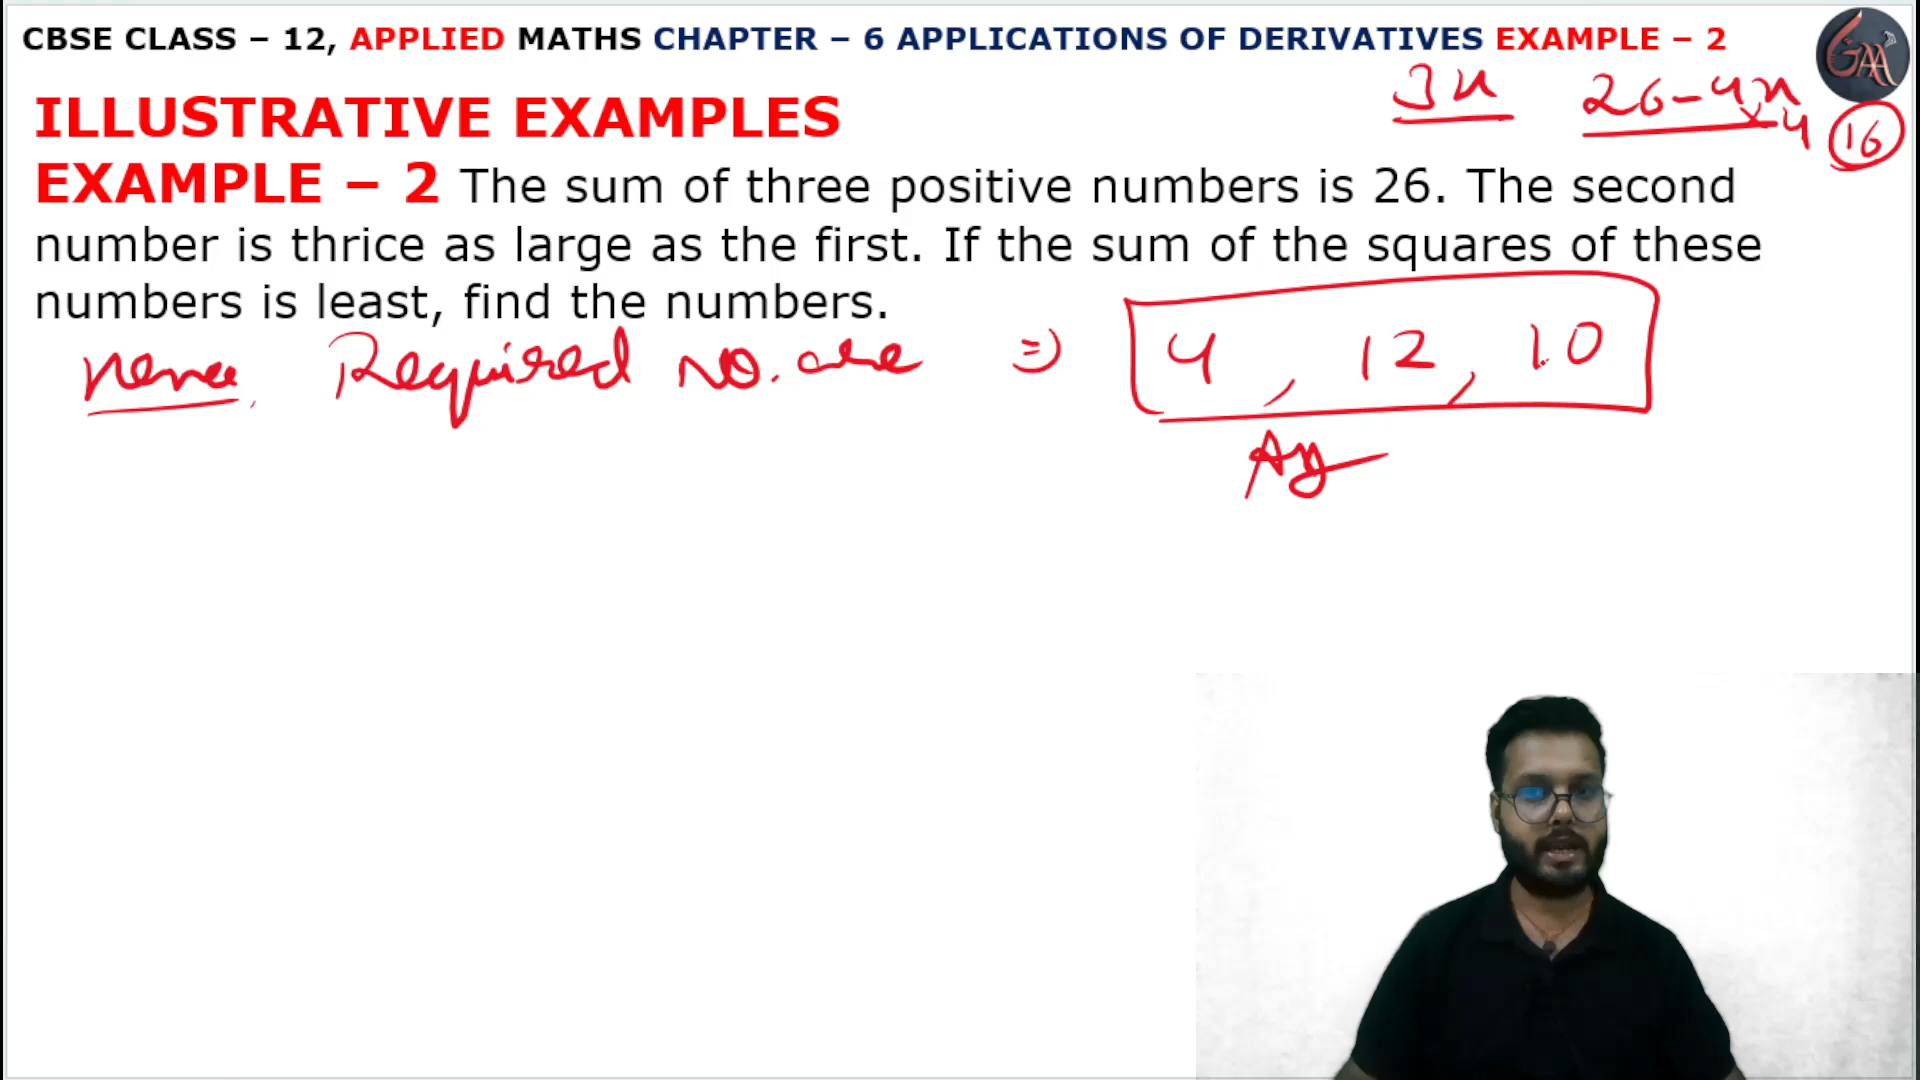 CBSE CLASS – 12, APPLIED MATHS CHAPTER – 6 APPLICATIONS OF DERIVATIVES EXAMPLE – 2
3x 26-4x
x4 16
ILLUSTRATIVE EXAMPLES
EXAMPLE – 2 The sum of three positive numbers is 26. The second
number is thrice as large as the first. If the sum of the squares of these
numbers is least, find the numbers.
Hence, Required NO. are => 4, 12, 10